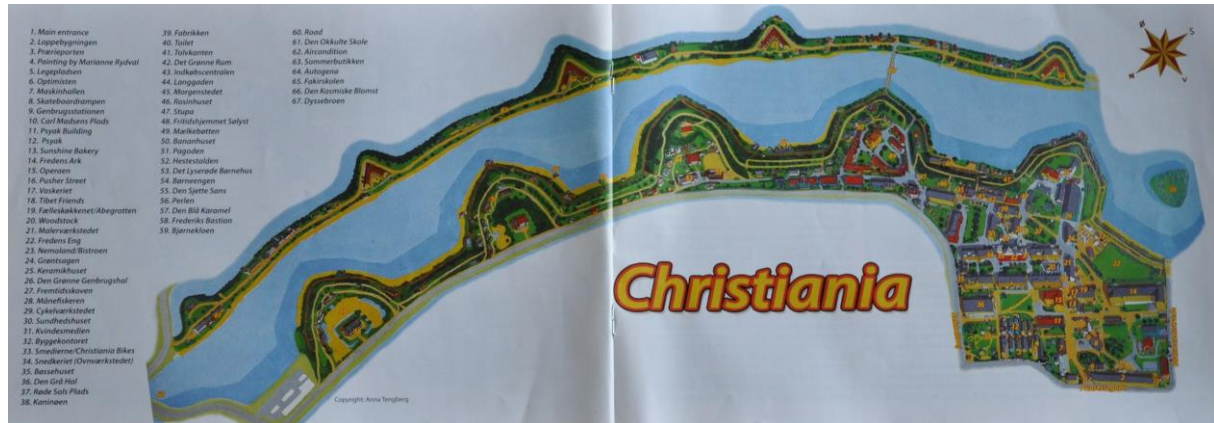 1. Main entrance
2. Loppebygningen
3. Prærieporten
4. Painting by Marianne Rydval
5. Legepladsen
6. Optimisten
7. Maskinhallen
8. Skateboardrampen
9. Genbrugsstationen
10. Carl Madsens Plads
11. Psyak Building
12. Psyak
13. Sunshine Bakery
14. Fredens Ark
15. Operaen
16. Pusher Street
17. Vaskeriet
18. Tibet Friends
19. Fælleskøkkenet/Abegrotten
20. Woodstock
21. Malerværkstedet
22. Fredens Eng
23. Nemoland/Bistroen
24. Grøntsagen
25. Keramikhuset
26. Den Grønne Genbrugshal
27. Fremtidsskoven
28. Månefiskeren
29. Cykelværkstedet
30. Sundhedshuset
31. Kvindesmedien
32. Byggekontoret
33. Smedierne/Christiania Bikes
34. Snedkeriet (Ovnværkstedet)
35. Bøssehuset
36. Den Grå Hal
37. Røde Sols Plads
38. Kaninøen
39. Fabrikken
40. Toilet
41. Tolvkanten
42. Det Grønne Rum
43. Indkøbscentralen
44. Langgaden
45. Morgenstedet
46. Rosinhuset
47. Stupa
48. Fritidshjemmet Sølyst
49. Mælkebøtten
50. Bananhuset
51. Pagoden
52. Hestestalden
53. Det Lyserøde Børnehus
54. Børneengen
55. Den Sjette Sans
56. Perlen
57. Den Blå Karamel
58. Frederiks Bastion
59. Bjørnekloen
60. Road
61. Den Okkulte Skole
62. Aircondition
63. Sommerbutikken
64. Autogena
65. Fakirskolen
66. Den Kosmiske Blomst
67. Dyssebroen
Ø
S
N
V
22
Christiania
Copyright: Anna Tengberg